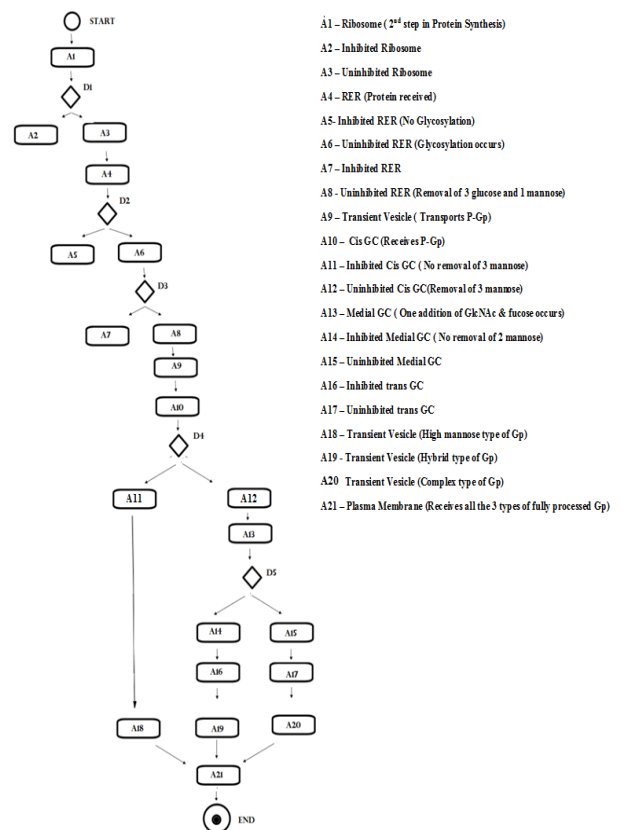 START
A1
D1
A2
A3
A4
D2
A5
A6
D3
A7
A8
A9
A10
D4
A11
A12
A13
D5
A14
A15
A16
A17
A18
A19
A20
A21
END
A1 – Ribosome ( 2nd step in Protein Synthesis)
A2 – Inhibited Ribosome
A3 – Uninhibited Ribosome
A4 – RER (Protein received)
A5- Inhibited RER (No Glycosylation)
A6 – Uninhibited RER (Glycosylation occurs)
A7 – Inhibited RER
A8 - Uninhibited RER (Removal of 3 glucose and 1 mannose)
A9 – Transient Vesicle ( Transports P-Gp)
A10 – Cis GC (Receives P-Gp)
A11 – Inhibited Cis GC ( No removal of 3 mannose)
A12 – Uninhibited Cis GC(Removal of 3 mannose)
A13 – Medial GC ( One addition of GlcNAc & fucose occurs)
A14 – Inhibited Medial GC ( No removal of 2 mannose)
A15 – Uninhibited Medial GC
A16 – Inhibited trans GC
A17 – Uninhibited trans GC
A18 – Transient Vesicle (High mannose type of Gp)
A19 - Transient Vesicle (Hybrid type of Gp)
A20 Transient Vesicle (Complex type of Gp)
A21 – Plasma Membrane (Receives all the 3 types of fully processed Gp)